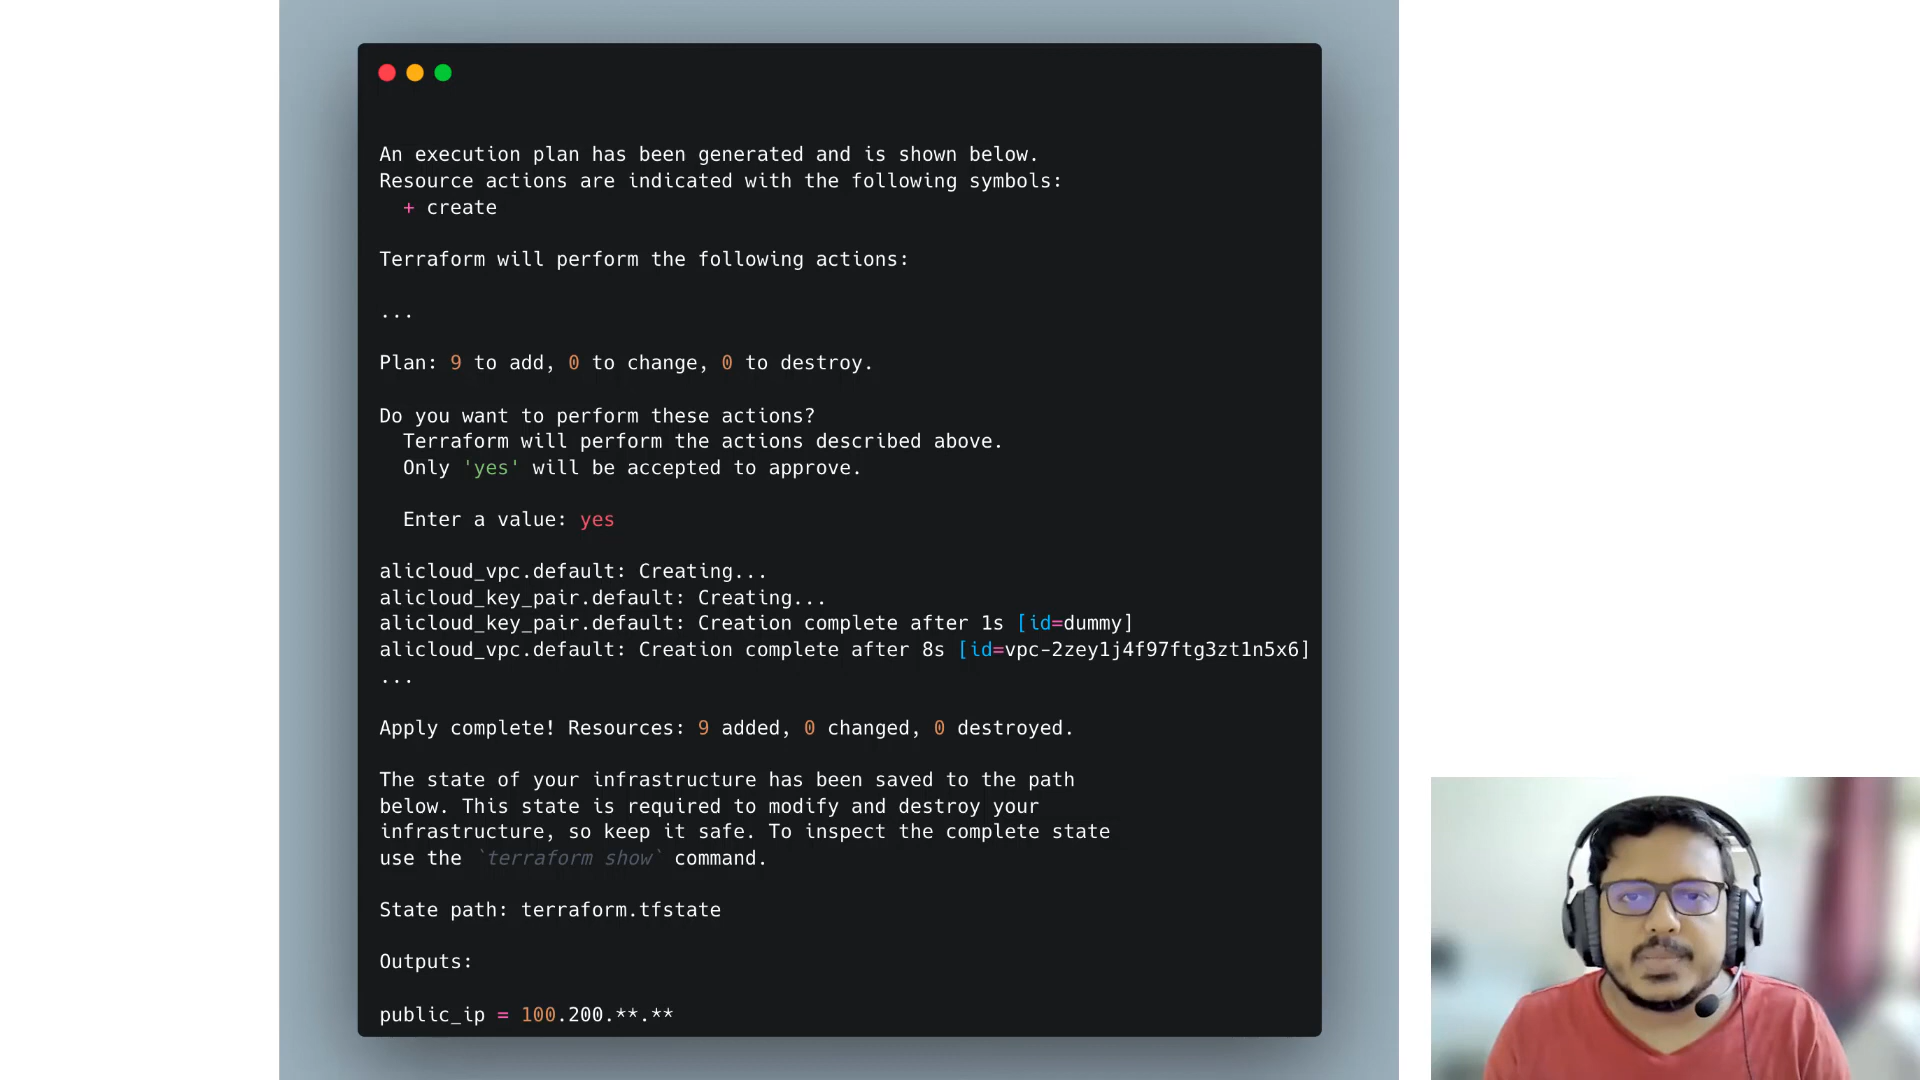 An execution plan has been generated and is shown below.
Resource actions are indicated with the following symbols:
+ create
Terraform will perform the following actions:
...
Plan: 9 to add, 0 to change, 0 to destroy.
Do you want to perform these actions?
Terraform will perform the actions described above.
Only 'yes' will be accepted to approve.
Enter a value: yes
alicloud_vpc.default: Creating...
alicloud_key_pair.default: Creating...
alicloud_key_pair.default: Creation complete after 1s [id=dummy]
alicloud_vpc.default: Creation complete after 8s [id=vpc-2zey1j4f97ftg3zt1n5x6]
...
Apply complete! Resources: 9 added, 0 changed, 0 destroyed.
The state of your infrastructure has been saved to the path
below. This state is required to modify and destroy your
infrastructure, so keep it safe. To inspect the complete state
use the `terraform show` command.
State path: terraform.tfstate
Outputs:
public_ip = 100.200.**.**